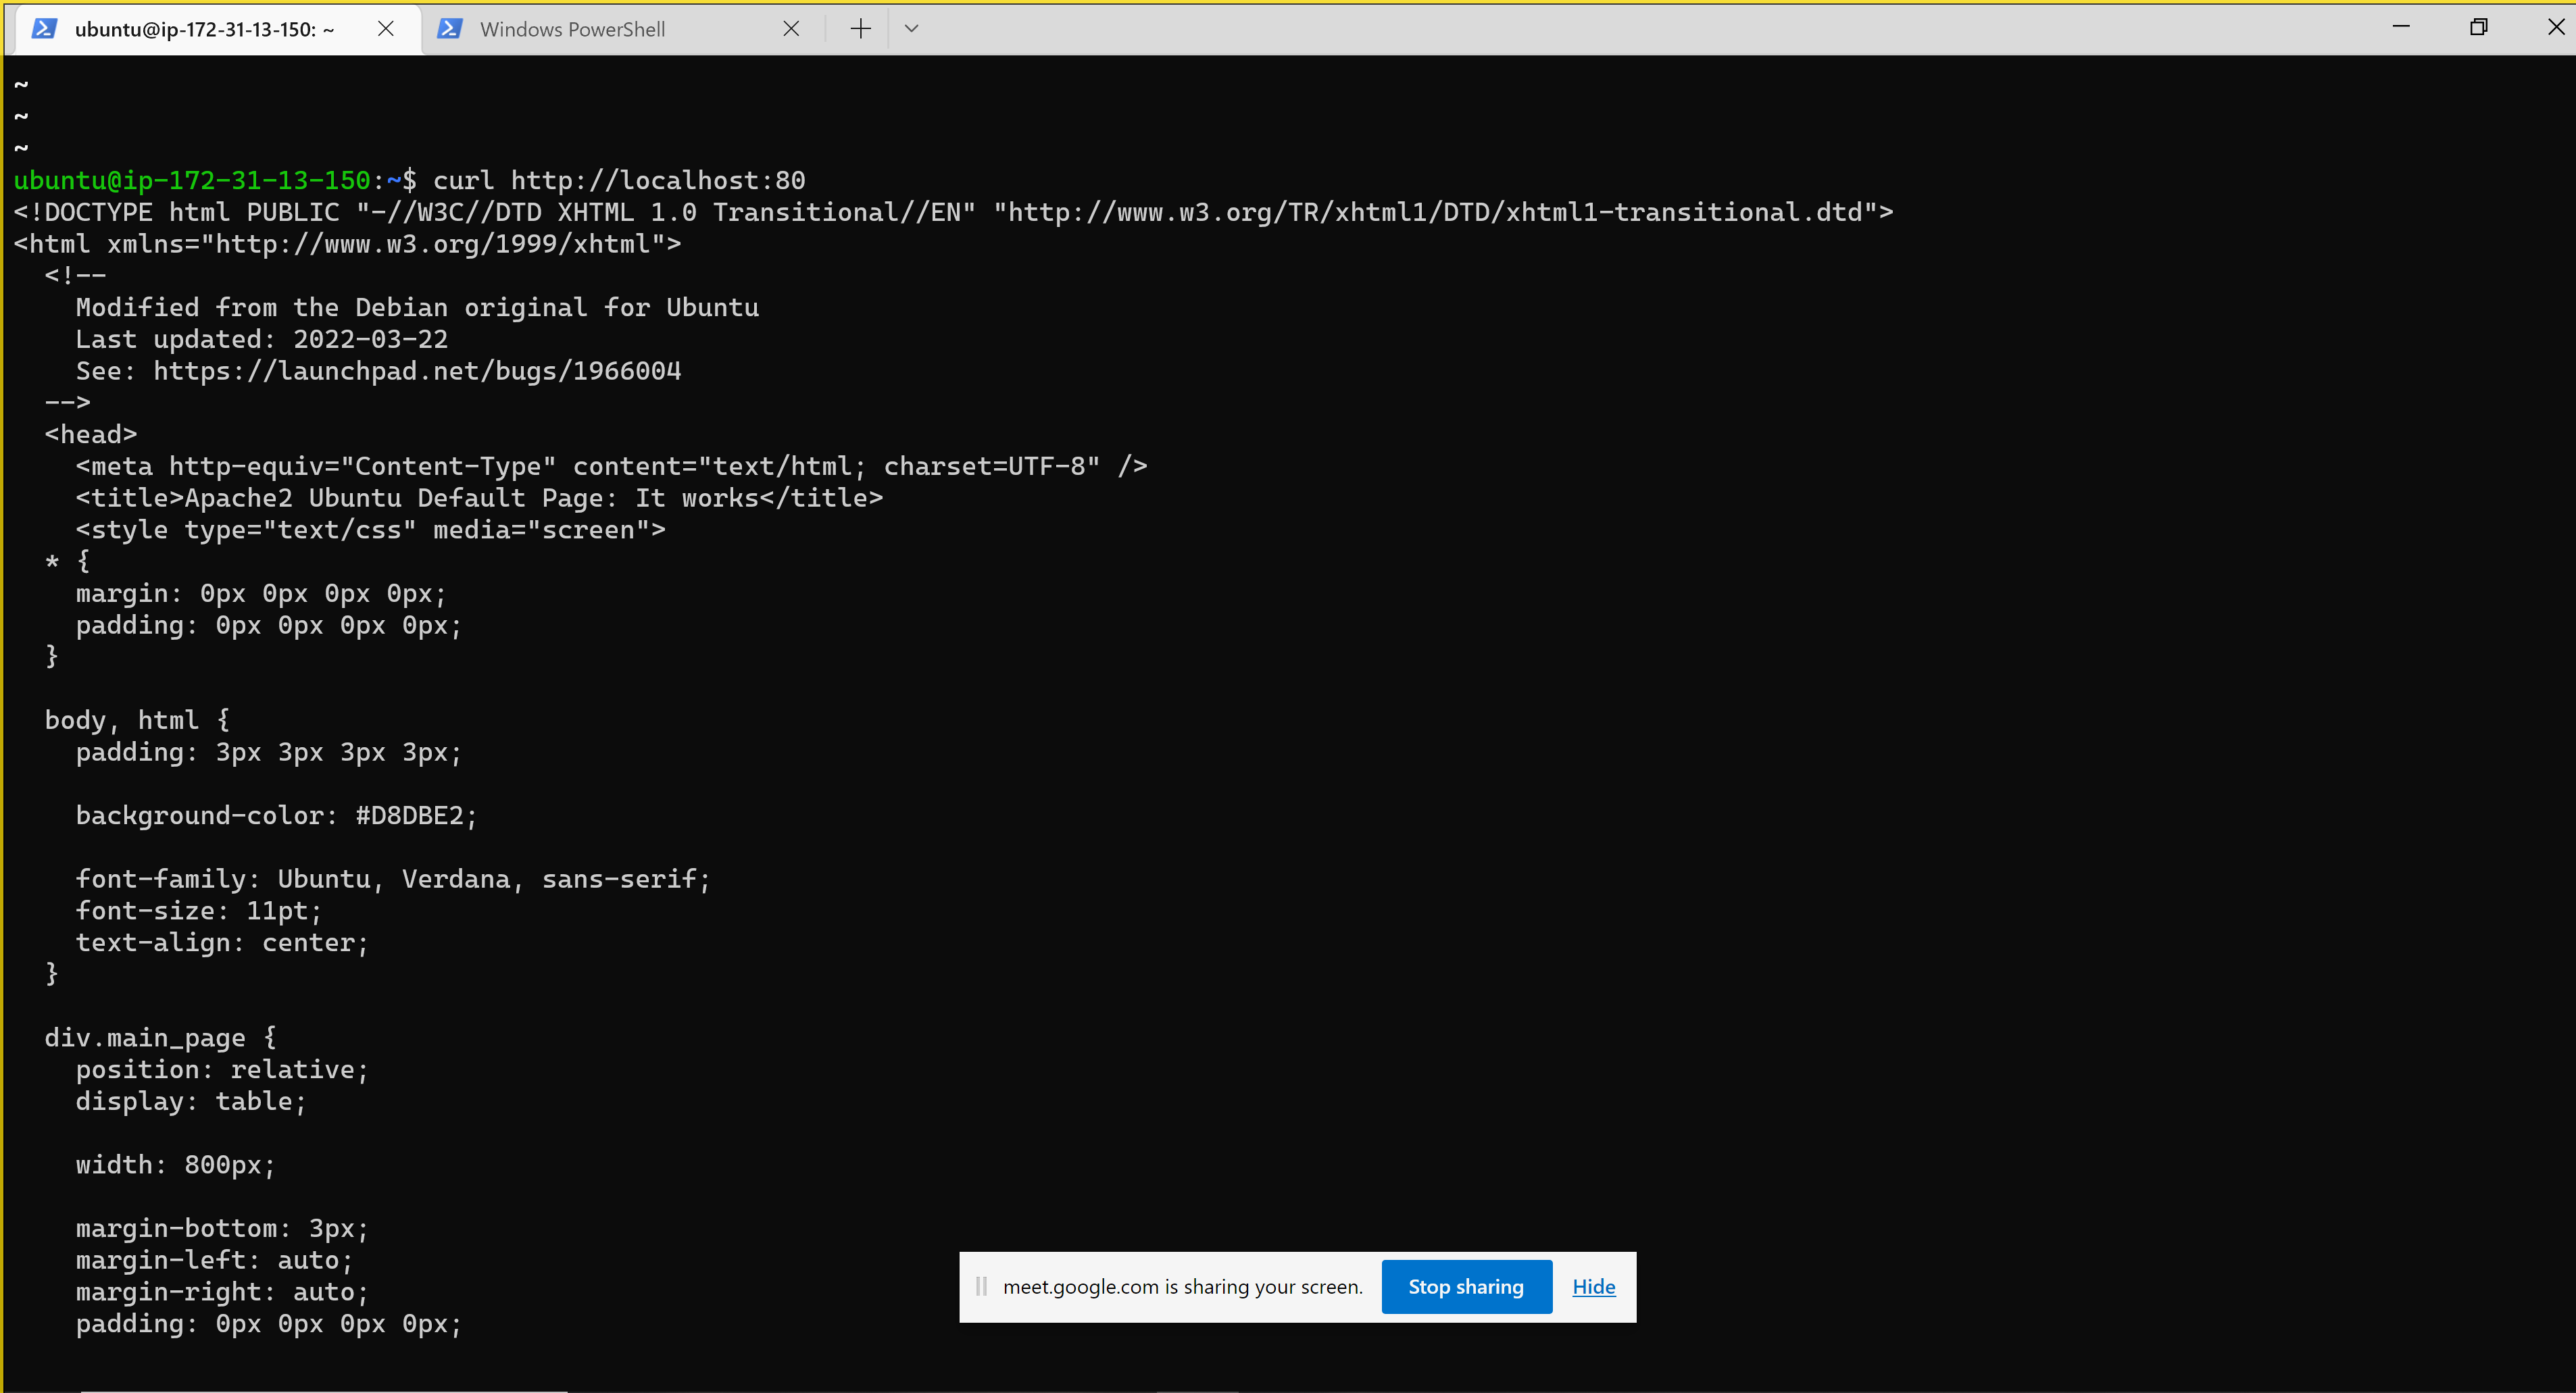 ubuntu@ip-172-31-13-150: ~
Windows PowerShell
~
~
~
ubuntu@ip-172-31-13-150:~$ curl http://localhost:80
<!DOCTYPE html PUBLIC "-//W3C//DTD XHTML 1.0 Transitional//EN" "http://www.w3.org/TR/xhtml1/DTD/xhtml1-transitional.dtd">
<html xmlns="http://www.w3.org/1999/xhtml">
  <!--
    Modified from the Debian original for Ubuntu
    Last updated: 2022-03-22
    See: https://launchpad.net/bugs/1966004
  -->
  <head>
    <meta http-equiv="Content-Type" content="text/html; charset=UTF-8" />
    <title>Apache2 Ubuntu Default Page: It works</title>
    <style type="text/css" media="screen">
  * {
    margin: 0px 0px 0px 0px;
    padding: 0px 0px 0px 0px;
  }

  body, html {
    padding: 3px 3px 3px 3px;

    background-color: #D8DBE2;

    font-family: Ubuntu, Verdana, sans-serif;
    font-size: 11pt;
    text-align: center;
  }

  div.main_page {
    position: relative;
    display: table;

    width: 800px;

    margin-bottom: 3px;
    margin-left: auto;
    margin-right: auto;
    padding: 0px 0px 0px 0px;
meet.google.com is sharing your screen.
Stop sharing
Hide